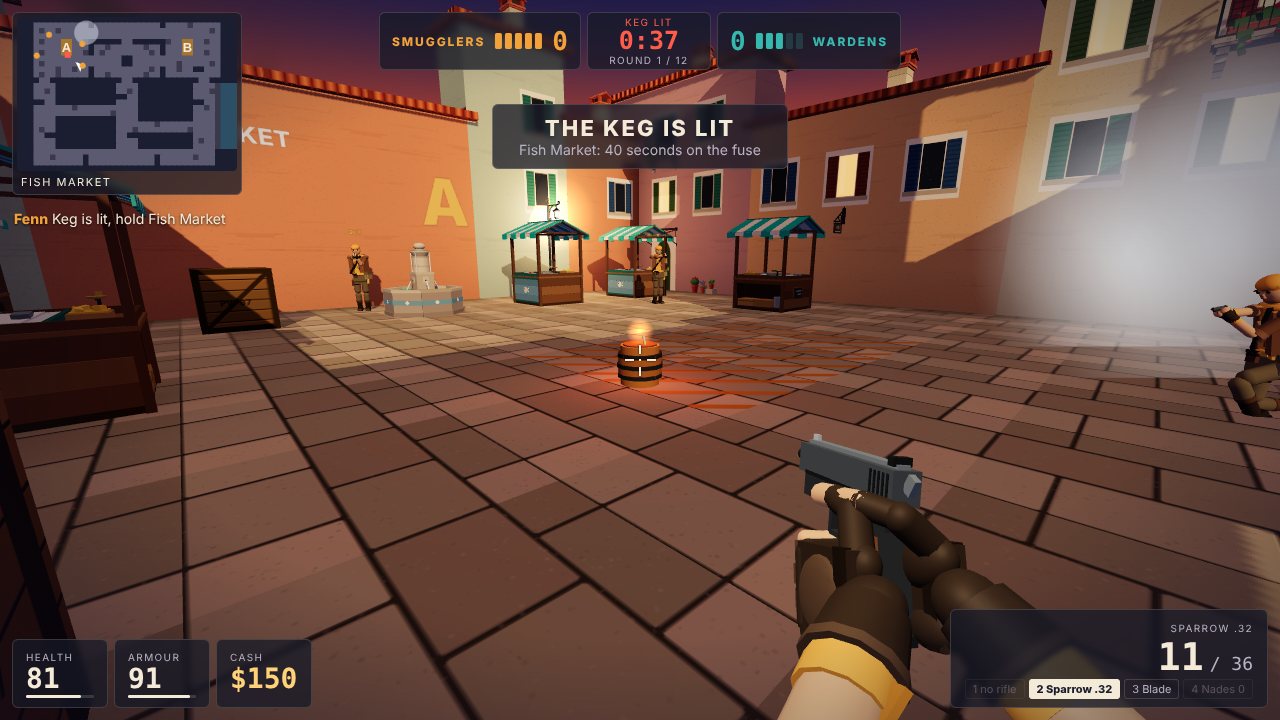 A
B
FISH MARKET
Fenn Keg is lit, hold Fish Market
SMUGGLERS 0
KEG LIT
0:37
ROUND 1 / 12
0 WARDENS
THE KEG IS LIT
Fish Market: 40 seconds on the fuse
KET
A
HEALTH
81
ARMOUR
91
CASH
$150
SPARROW .32
11 / 36
1 no rifle
2 Sparrow .32
3 Blade
4 Nades 0